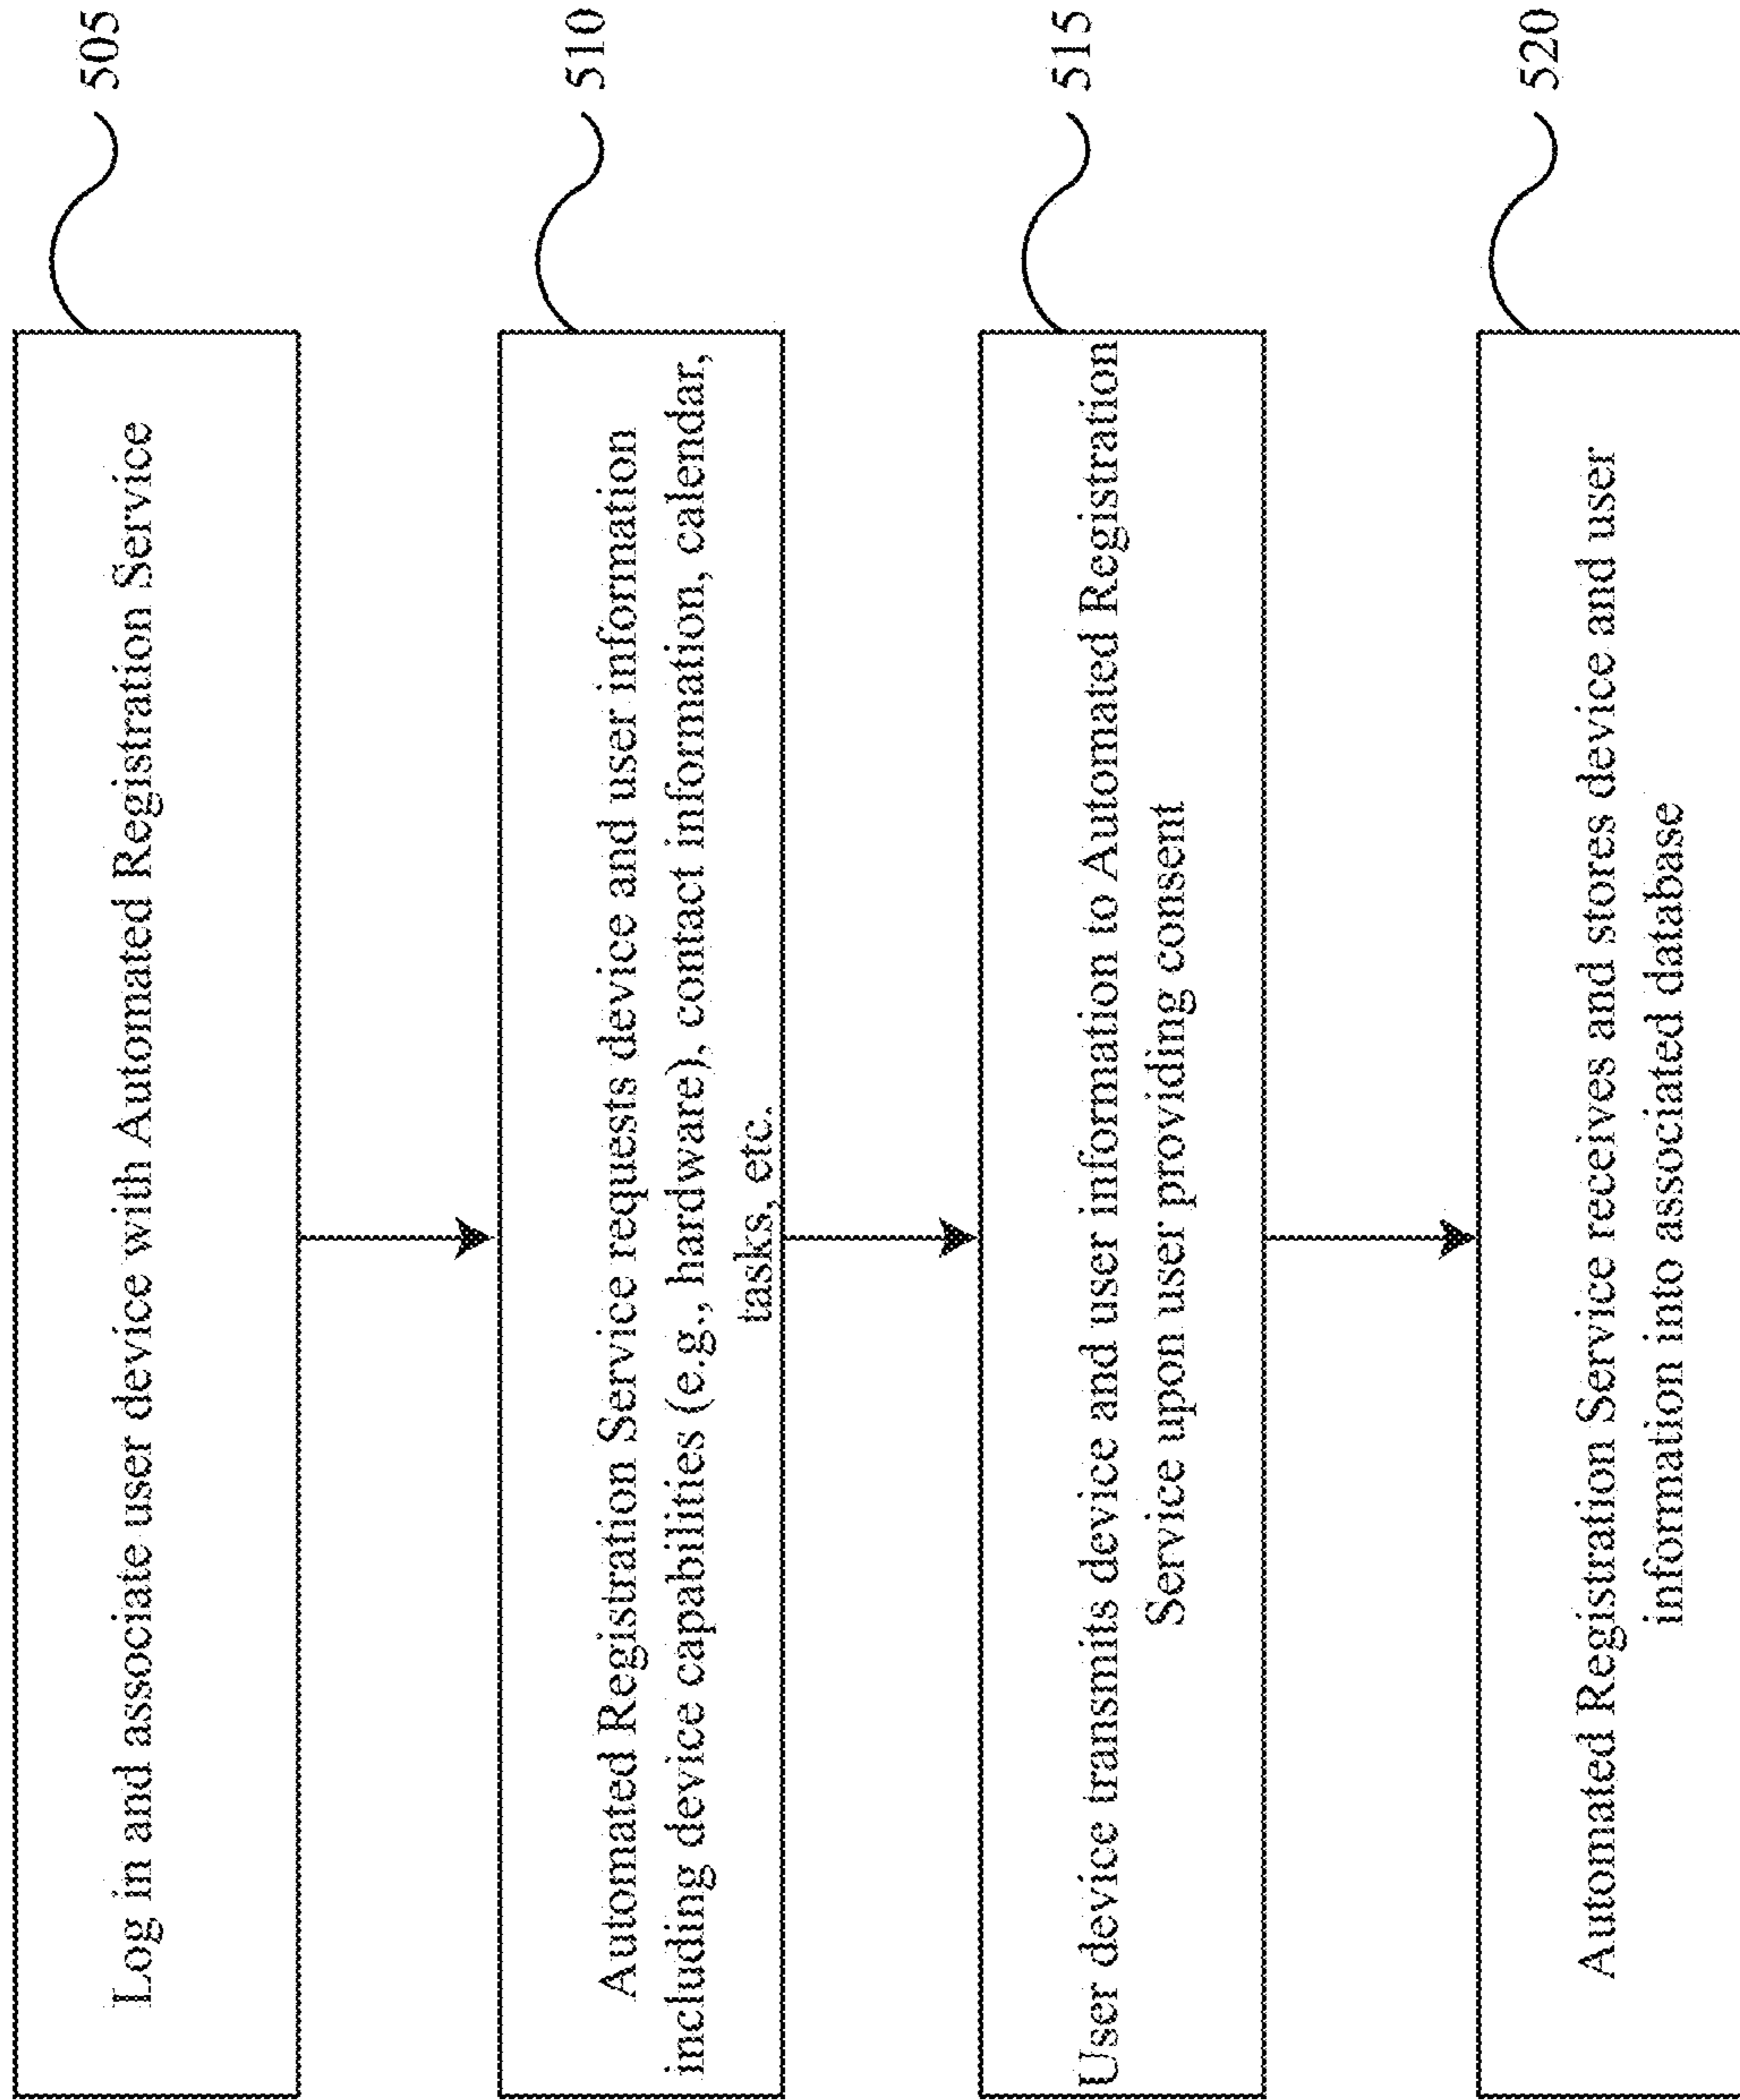 Log in and associate user device with Automated Registration Service
505
Automated Registration Service requests device and user information
including device capabilities (e.g., hardware), contact information, calendar,
tasks, etc.
510
User device transmits device and user information to Automated Registration
Service upon user providing consent
515
Automated Registration Service receives and stores device and user
information into associated database
520